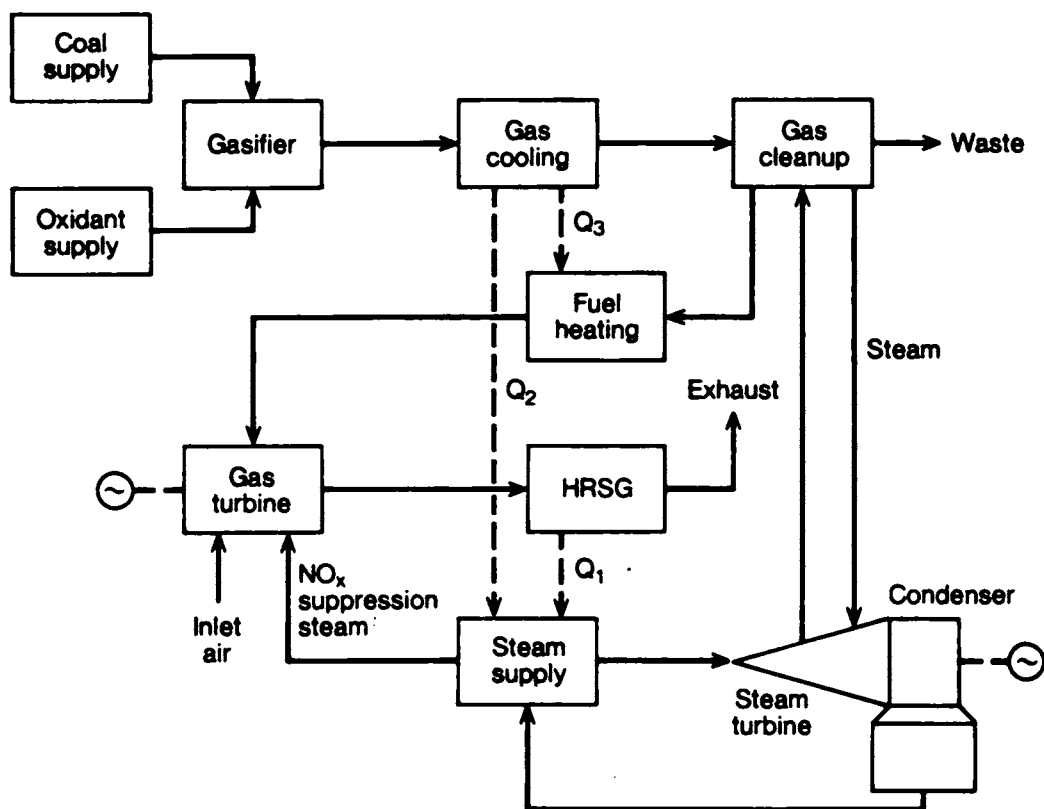 Coal
supply
Gasifier
Gas
cooling
Gas
cleanup
Waste
Oxidant
supply
Q3
Fuel
heating
Steam
Q2
Exhaust
Gas
turbine
HRSG
~
NOx
suppression
steam
Q1
Condenser
Inlet
air
Steam
supply
~
Steam
turbine